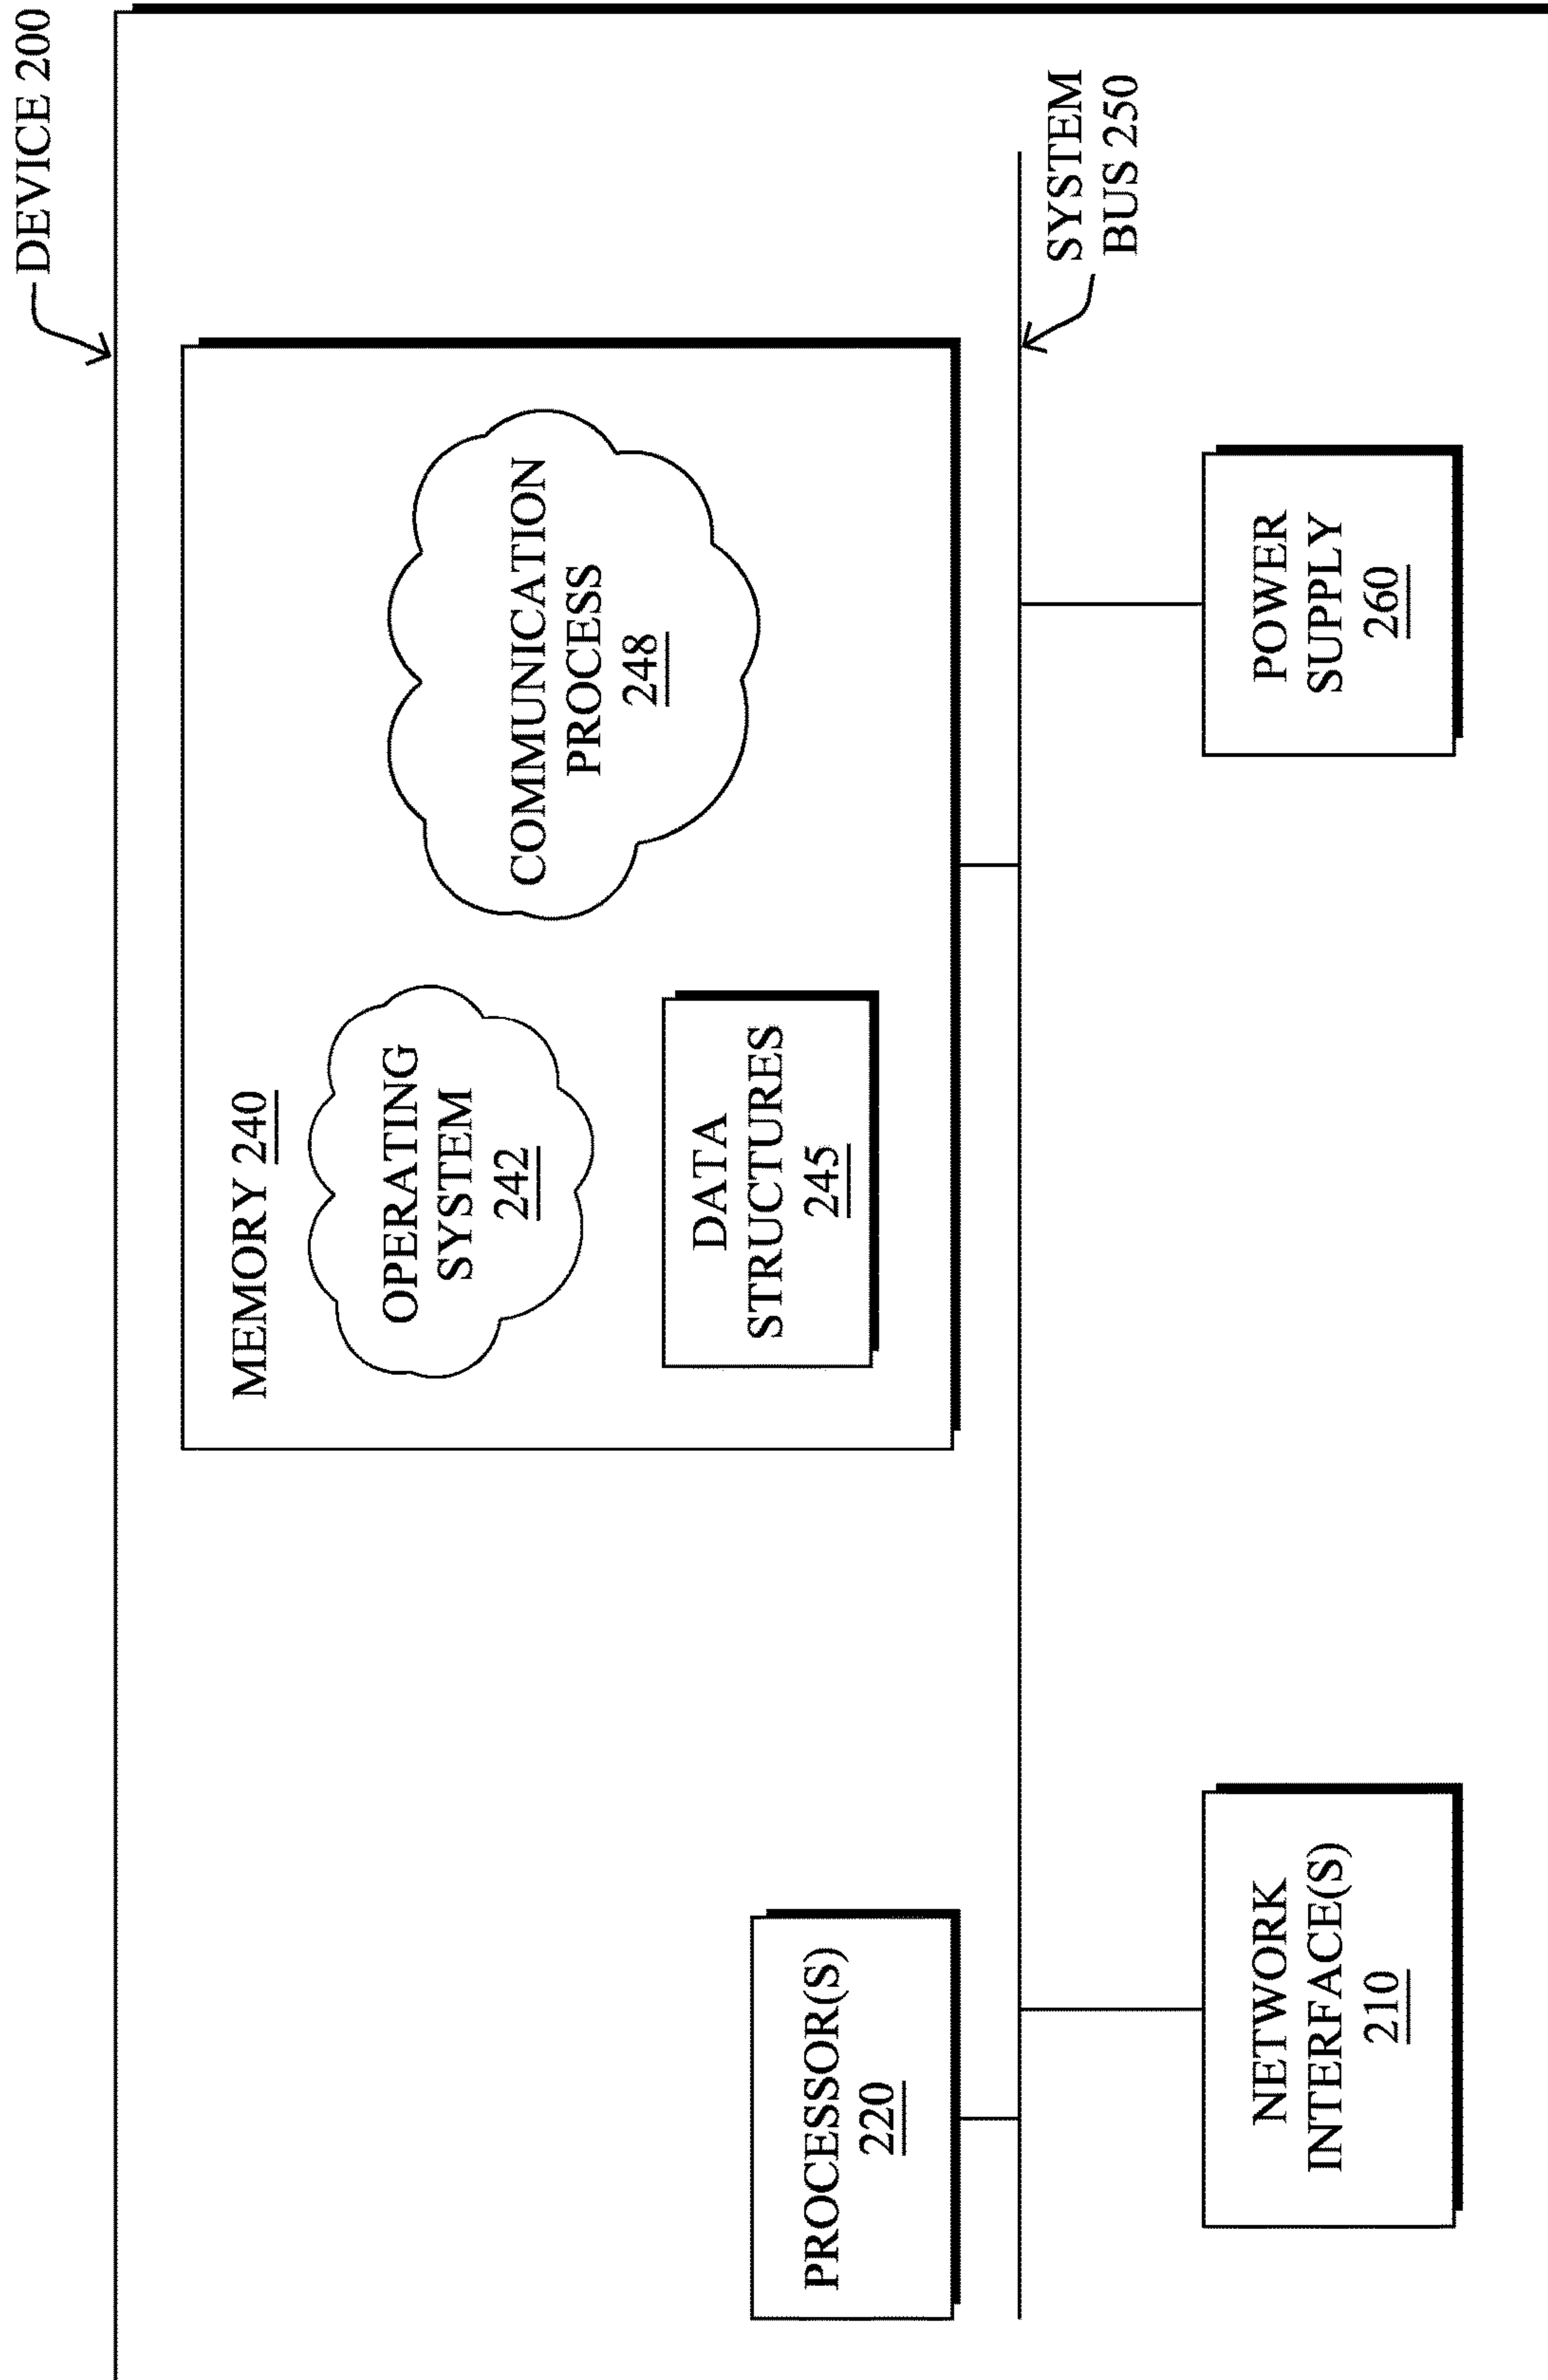 DEVICE 200
MEMORY 240
OPERATING
SYSTEM
242
COMMUNICATION
PROCESS
248
DATA
STRUCTURES
245
PROCESSOR(S)
220
SYSTEM
BUS 250
NETWORK
INTERFACE(S)
210
POWER
SUPPLY
260